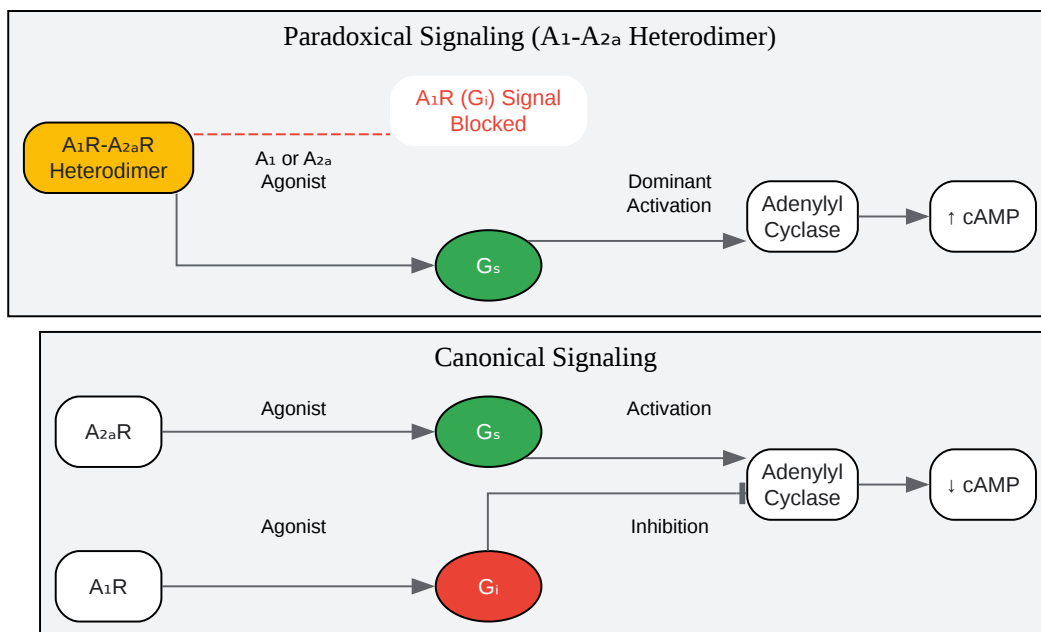 Paradoxical Signaling (A₁-A₂ₐ Heterodimer)
A₁R (Gᵢ) Signal
Blocked
A₁R-A₂ₐR
Heterodimer
A₁ or A₂ₐ
Agonist
Dominant
Activation
Adenylyl
Cyclase
↑ cAMP
Gₛ
Canonical Signaling
A₂ₐR
Agonist
Gₛ
Activation
Adenylyl
Cyclase
↓ cAMP
Agonist
Inhibition
A₁R
Gᵢ